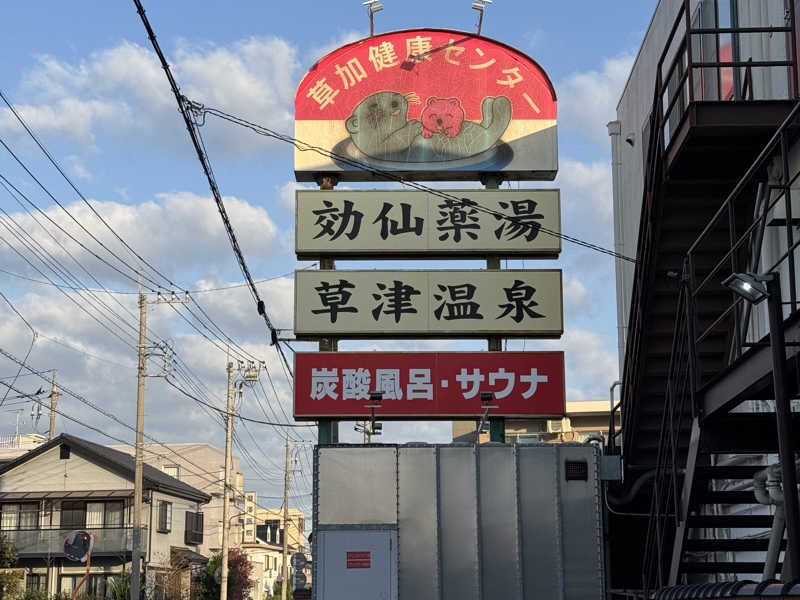 草加健康センター
効仙薬湯
草津温泉
炭酸風呂・サウナ